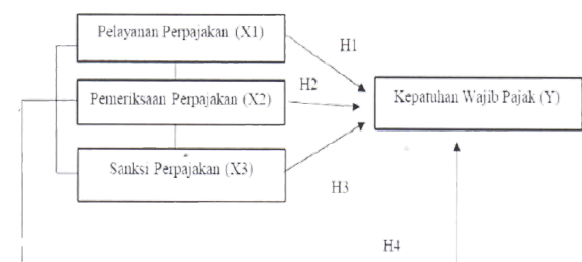 Pelayanan Perpajakan (X1)
H1
H2
Pemeriksaan Perpajakan (X2)
Kepatuhan Wajib Pajak (Y)
Sanksi Perpajakan (X3)
H3
H4